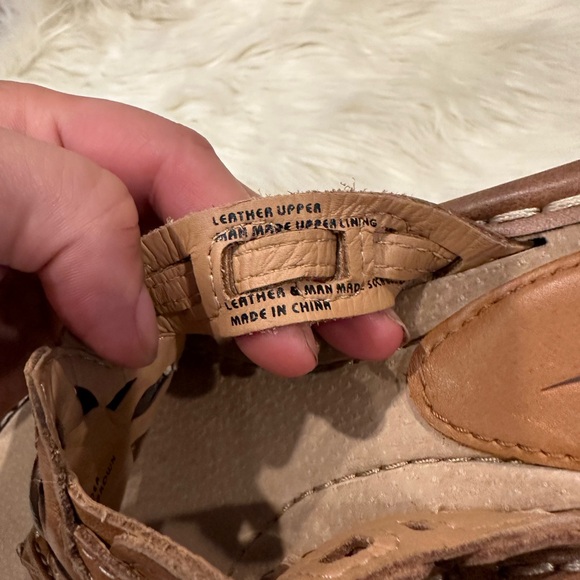 LEATHER UPPER
MAN MADE UPPER LINING
LEATHER & MAN MADE
MADE IN CHINA